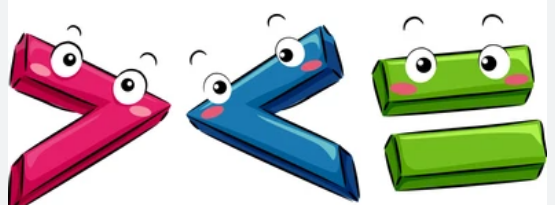 > < =